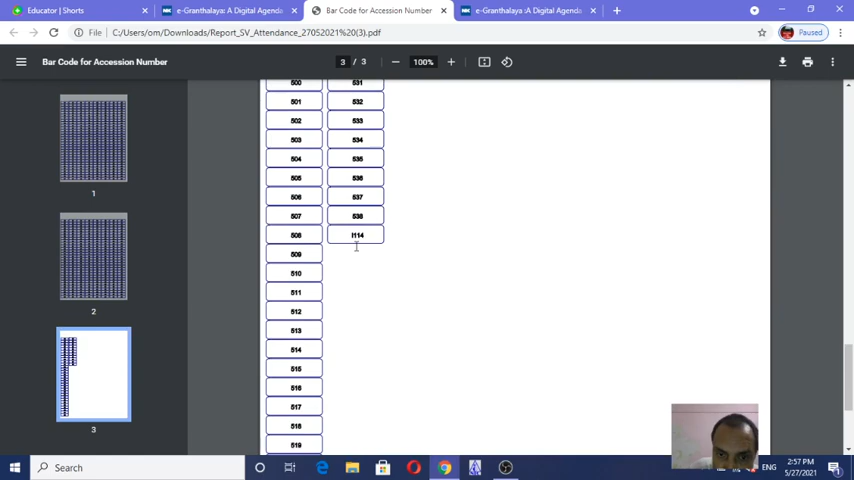 Educator | Shorts
e-Granthalaya: A Digital Agenda
Bar Code for Accession Number
e-Granthalaya :A Digital Agenda
File
C:/Users/om/Downloads/Report_SV_Attendance_27052021%20(3).pdf
Paused
Bar Code for Accession Number
3 / 3
100%
1
2
3
500 531
501 532
502 533
503 534
504 535
505 536
506 537
507 538
508 I114
509
510
511
512
513
514
515
516
517
518
519
Search
ENG
2:57 PM
5/27/2021